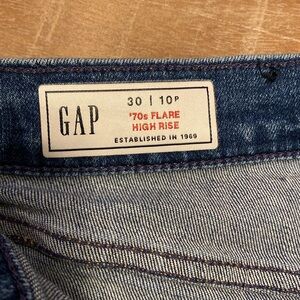 GAP
30 | 10P
'70s FLARE
HIGH RISE
ESTABLISHED IN 1969